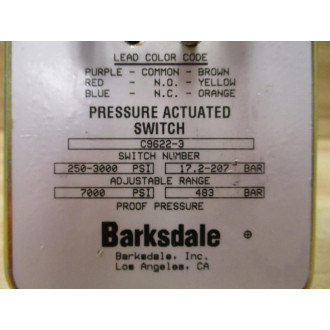 LEAD COLOR CODE
PURPLE - COMMON - BROWN
RED - N.O. - YELLOW
BLUE - N.C. - ORANGE
PRESSURE ACTUATED
SWITCH
C9622-3
SWITCH NUMBER
250-3000 PSI 17.2-207 BAR
ADJUSTABLE RANGE
7000 PSI 483 BAR
PROOF PRESSURE
Barksdale
Barksdale, Inc.
Los Angeles, CA